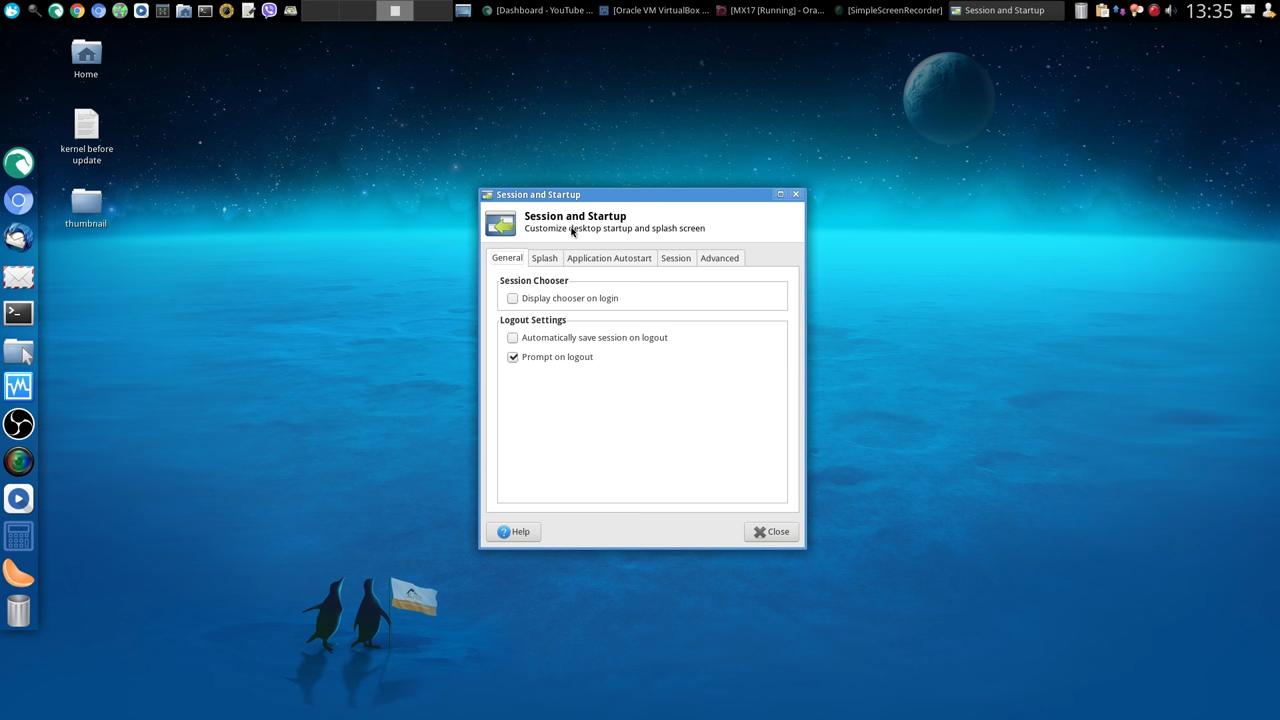 [Dashboard - YouTube ...
[Oracle VM VirtualBox ...
[MX17 [Running] - Ora...
[SimpleScreenRecorder]
Session and Startup
13:35
Home
kernel before
update
thumbnail
Session and Startup
Session and Startup
Customize desktop startup and splash screen
General
Splash
Application Autostart
Session
Advanced
Session Chooser
Display chooser on login
Logout Settings
Automatically save session on logout
Prompt on logout
Help
Close